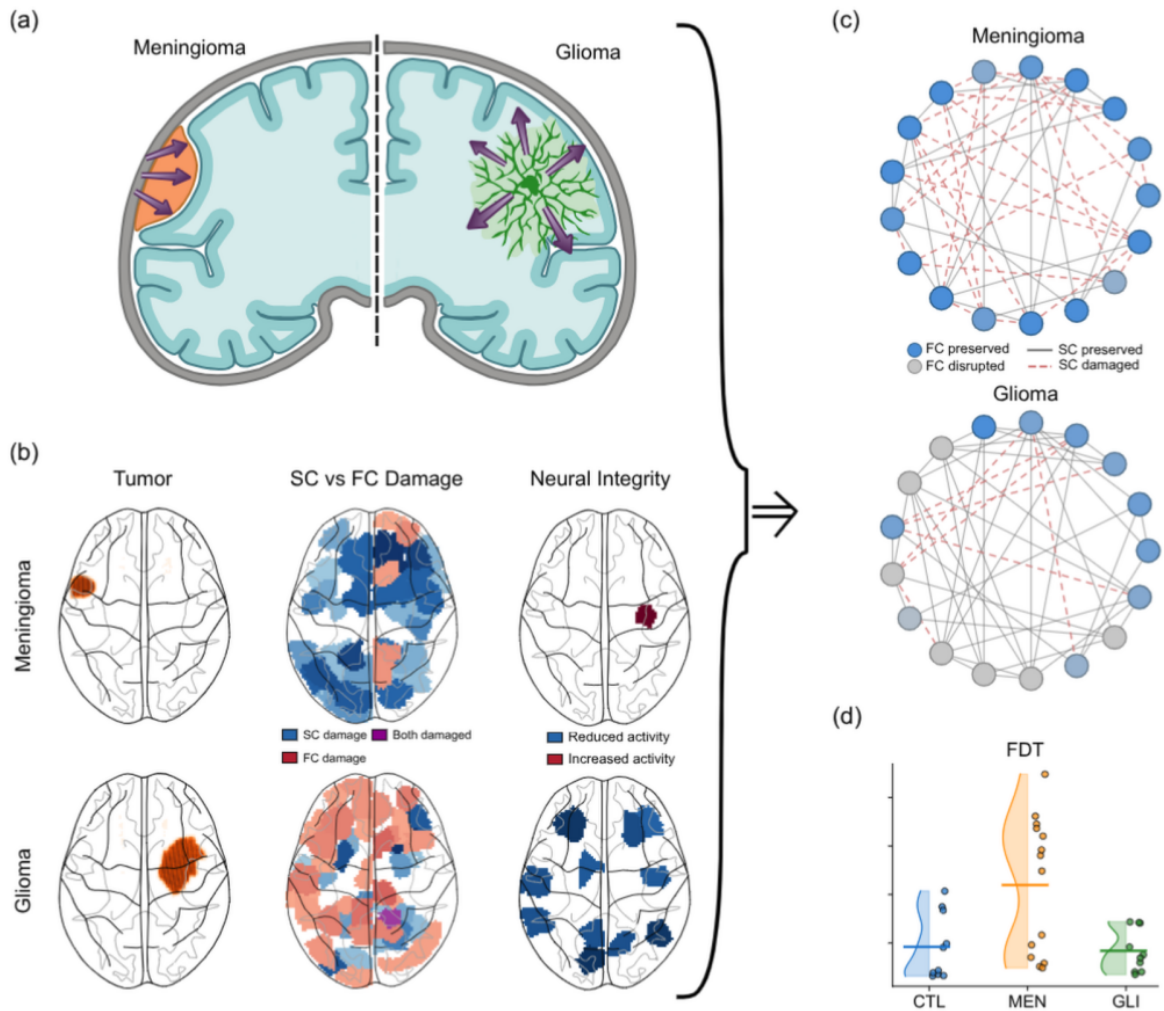 (a)
Meningioma
Glioma
(b)
Tumor
SC vs FC Damage
Neural Integrity
Meningioma
SC damage
Both damaged
FC damage
Reduced activity
Increased activity
Glioma
(c)
Meningioma
FC preserved
SC preserved
FC disrupted
SC damaged
Glioma
(d)
FDT
CTL
MEN
GLI